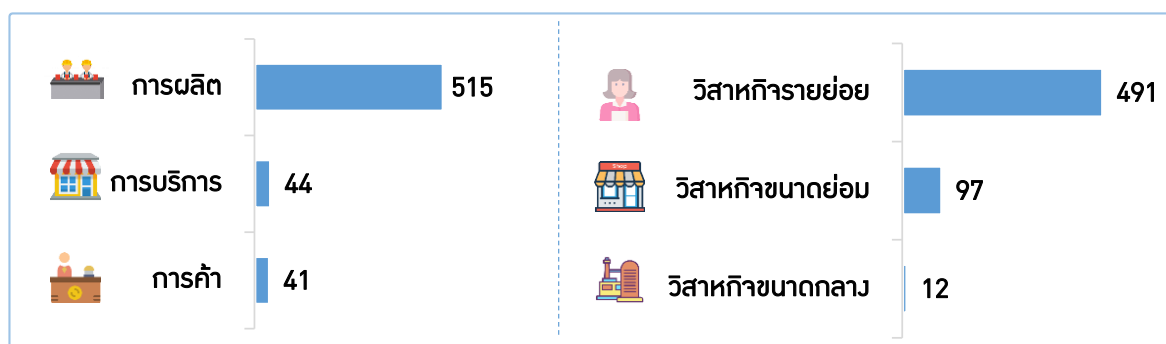 การผลิต 515
การบริการ 44
การค้า 41
วิสาหกิจรายย่อย 491
วิสาหกิจขนาดย่อม 97
วิสาหกิจขนาดกลาง 12